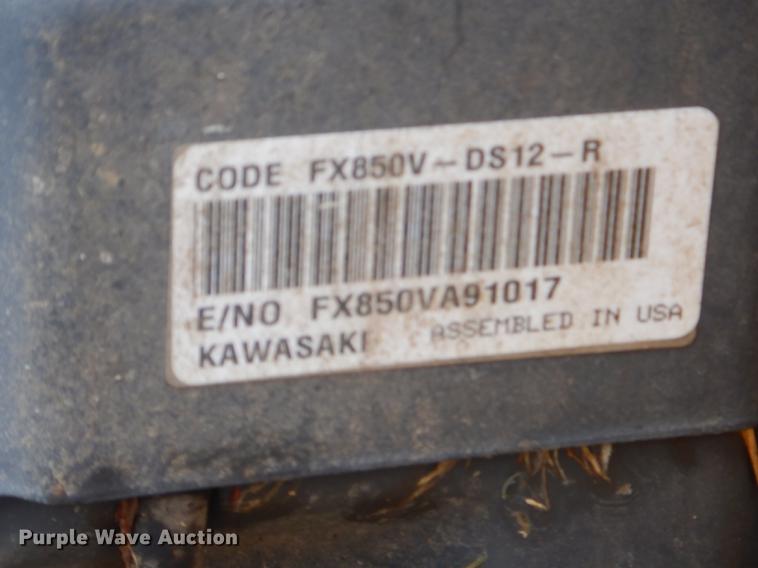 CODE FX850V-DS12-R
E/NO FX850VA91017
KAWASAKI ASSEMBLED IN USA
Purple Wave Auction